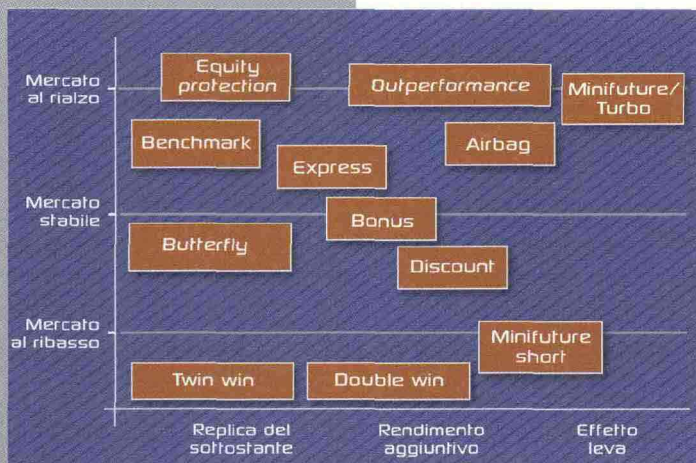 Mercato
al rialzo
Equity
protection
Outperformance
Minifuture/
Turbo
Benchmark
Express
Airbag
Mercato
stabile
Bonus
Butterfly
Discount
Mercato
al ribasso
Minifuture
short
Twin win
Double win
Replica del
sottostante
Rendimento
aggiuntivo
Effetto
leva